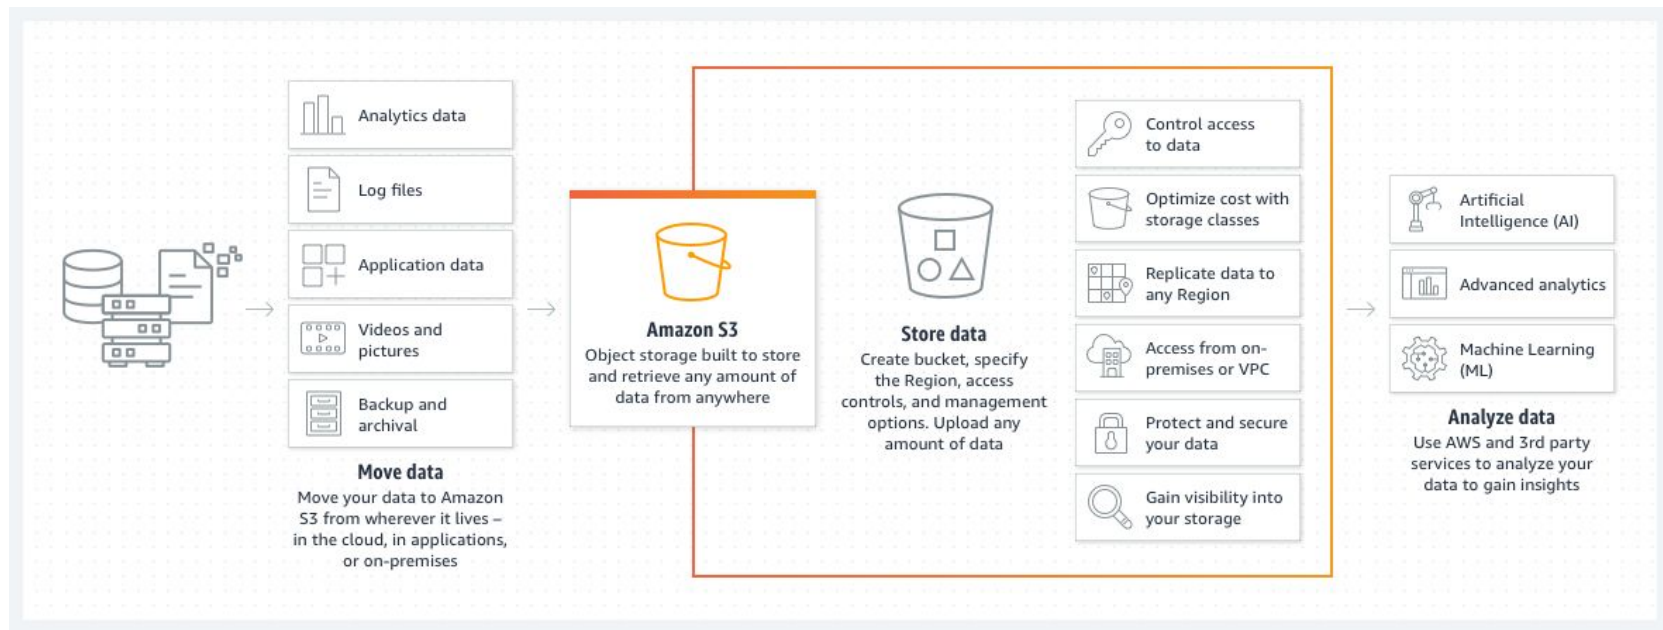 Analytics data
Log files
Application data
Videos and
pictures
Backup and
archival
Move data
Move your data to Amazon
S3 from wherever it lives –
in the cloud, in applications,
or on-premises
Amazon S3
Object storage built to store
and retrieve any amount of
data from anywhere
Store data
Create bucket, specify
the Region, access
controls, and management
options. Upload any
amount of data
Control access
to data
Optimize cost with
storage classes
Replicate data to
any Region
Access from on-
premises or VPC
Protect and secure
your data
Gain visibility into
your storage
Artificial
Intelligence (AI)
Advanced analytics
Machine Learning
(ML)
Analyze data
Use AWS and 3rd party
services to analyze your
data to gain insights